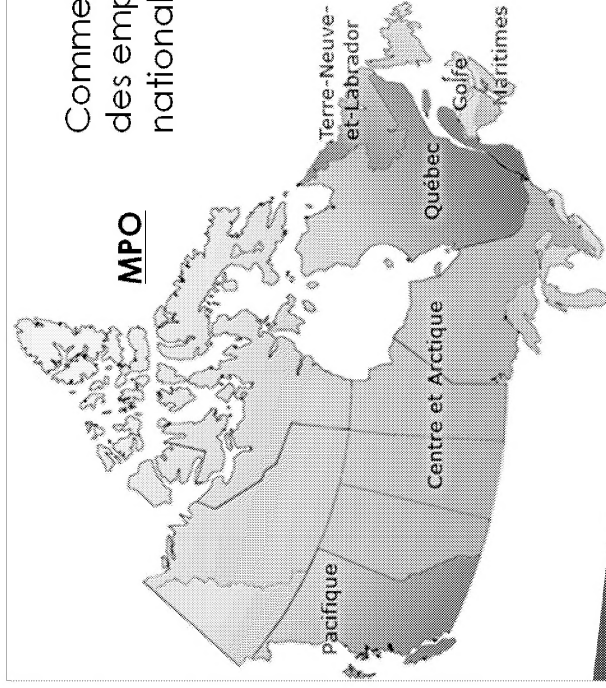 Comme
des emp
national
MPO
Terre-Neuve-
et-Labrador
Golfe
Maritimes
Québec
Centre et Arctique
Pacifique